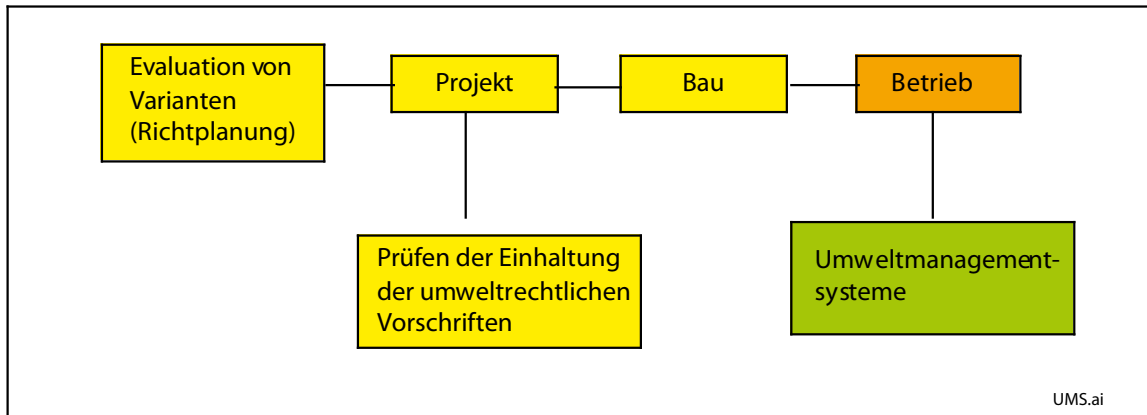 Evaluation von
Varianten
(Richtplanung)
Projekt
Bau
Betrieb
Prüfen der Einhaltung
der umweltrechtlichen
Vorschriften
Umweltmanagement-
systeme
UMS.ai